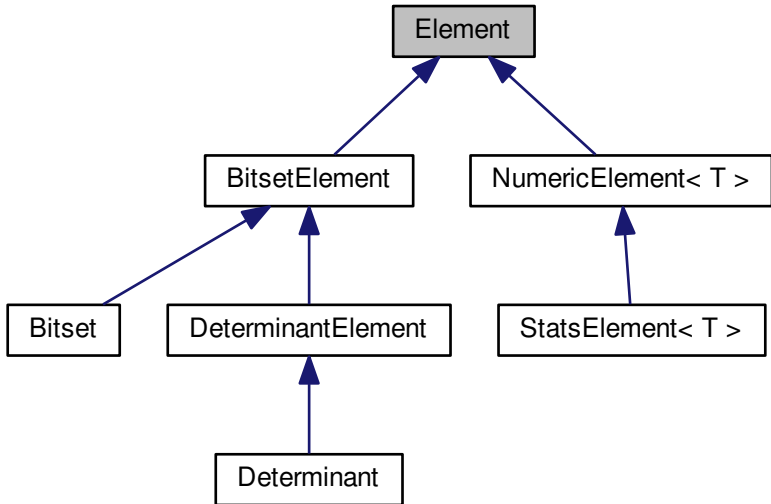 Element
BitsetElement
NumericElement< T >
Bitset
DeterminantElement
StatsElement< T >
Determinant